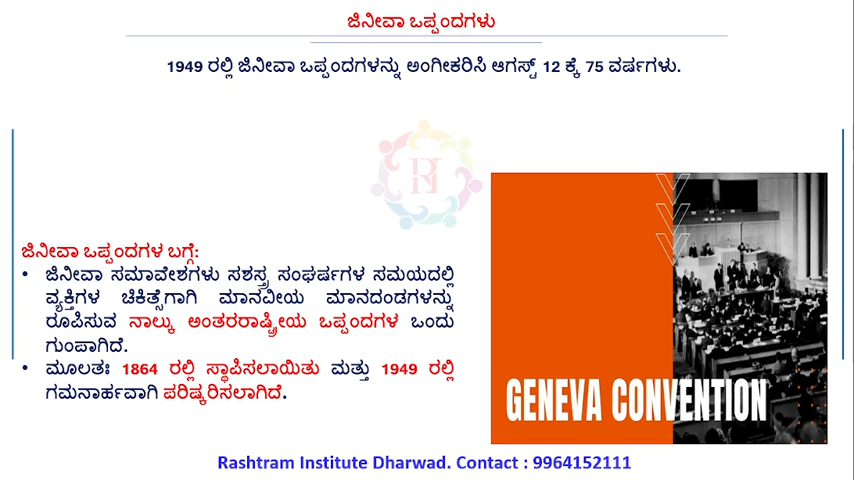 ಜಿನೀವಾ ಒಪ್ಪಂದಗಳು
1949 ರಲ್ಲಿ ಜಿನೀವಾ ಒಪ್ಪಂದಗಳನ್ನು ಅಂಗೀಕರಿಸಿ ಆಗಸ್ಟ್ 12 ಕ್ಕೆ 75 ವರ್ಷಗಳು.
RI
ಜಿನೀವಾ ಒಪ್ಪಂದಗಳ ಬಗ್ಗೆ:
• ಜಿನೀವಾ ಸಮಾವೇಶಗಳು ಸಶಸ್ತ್ರ ಸಂಘರ್ಷಗಳ ಸಮಯದಲ್ಲಿ
ವ್ಯಕ್ತಿಗಳ ಚಿಕಿತ್ಸೆಗಾಗಿ ಮಾನವೀಯ ಮಾನದಂಡಗಳನ್ನು
ರೂಪಿಸುವ ನಾಲ್ಕು ಅಂತರರಾಷ್ಟ್ರೀಯ ಒಪ್ಪಂದಗಳ ಒಂದು
ಗುಂಪಾಗಿದೆ.
• ಮೂಲತಃ 1864 ರಲ್ಲಿ ಸ್ಥಾಪಿಸಲಾಯಿತು ಮತ್ತು 1949 ರಲ್ಲಿ
ಗಮನಾರ್ಹವಾಗಿ ಪರಿಷ್ಕರಿಸಲಾಗಿದೆ.
GENEVA CONVENTION
Rashtram Institute Dharwad. Contact : 9964152111